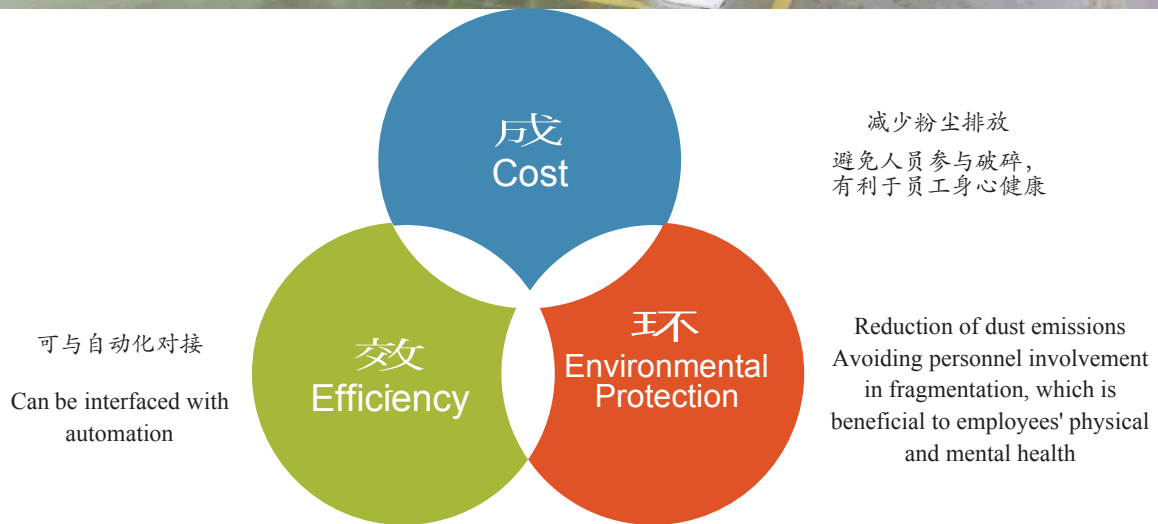 成
Cost
减少粉尘排放
避免人员参与破碎，
有利于员工身心健康
可与自动化对接
Can be interfaced with
automation
效
Efficiency
环
Environmental
Protection
Reduction of dust emissions
Avoiding personnel involvement
in fragmentation, which is
beneficial to employees' physical
and mental health